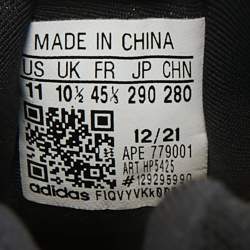 MADE IN CHINA
US UK FR JP CHN
11 10½ 45⅓ 290 280
12/21
APE 779001
ART HP5425
#129295990
adidas